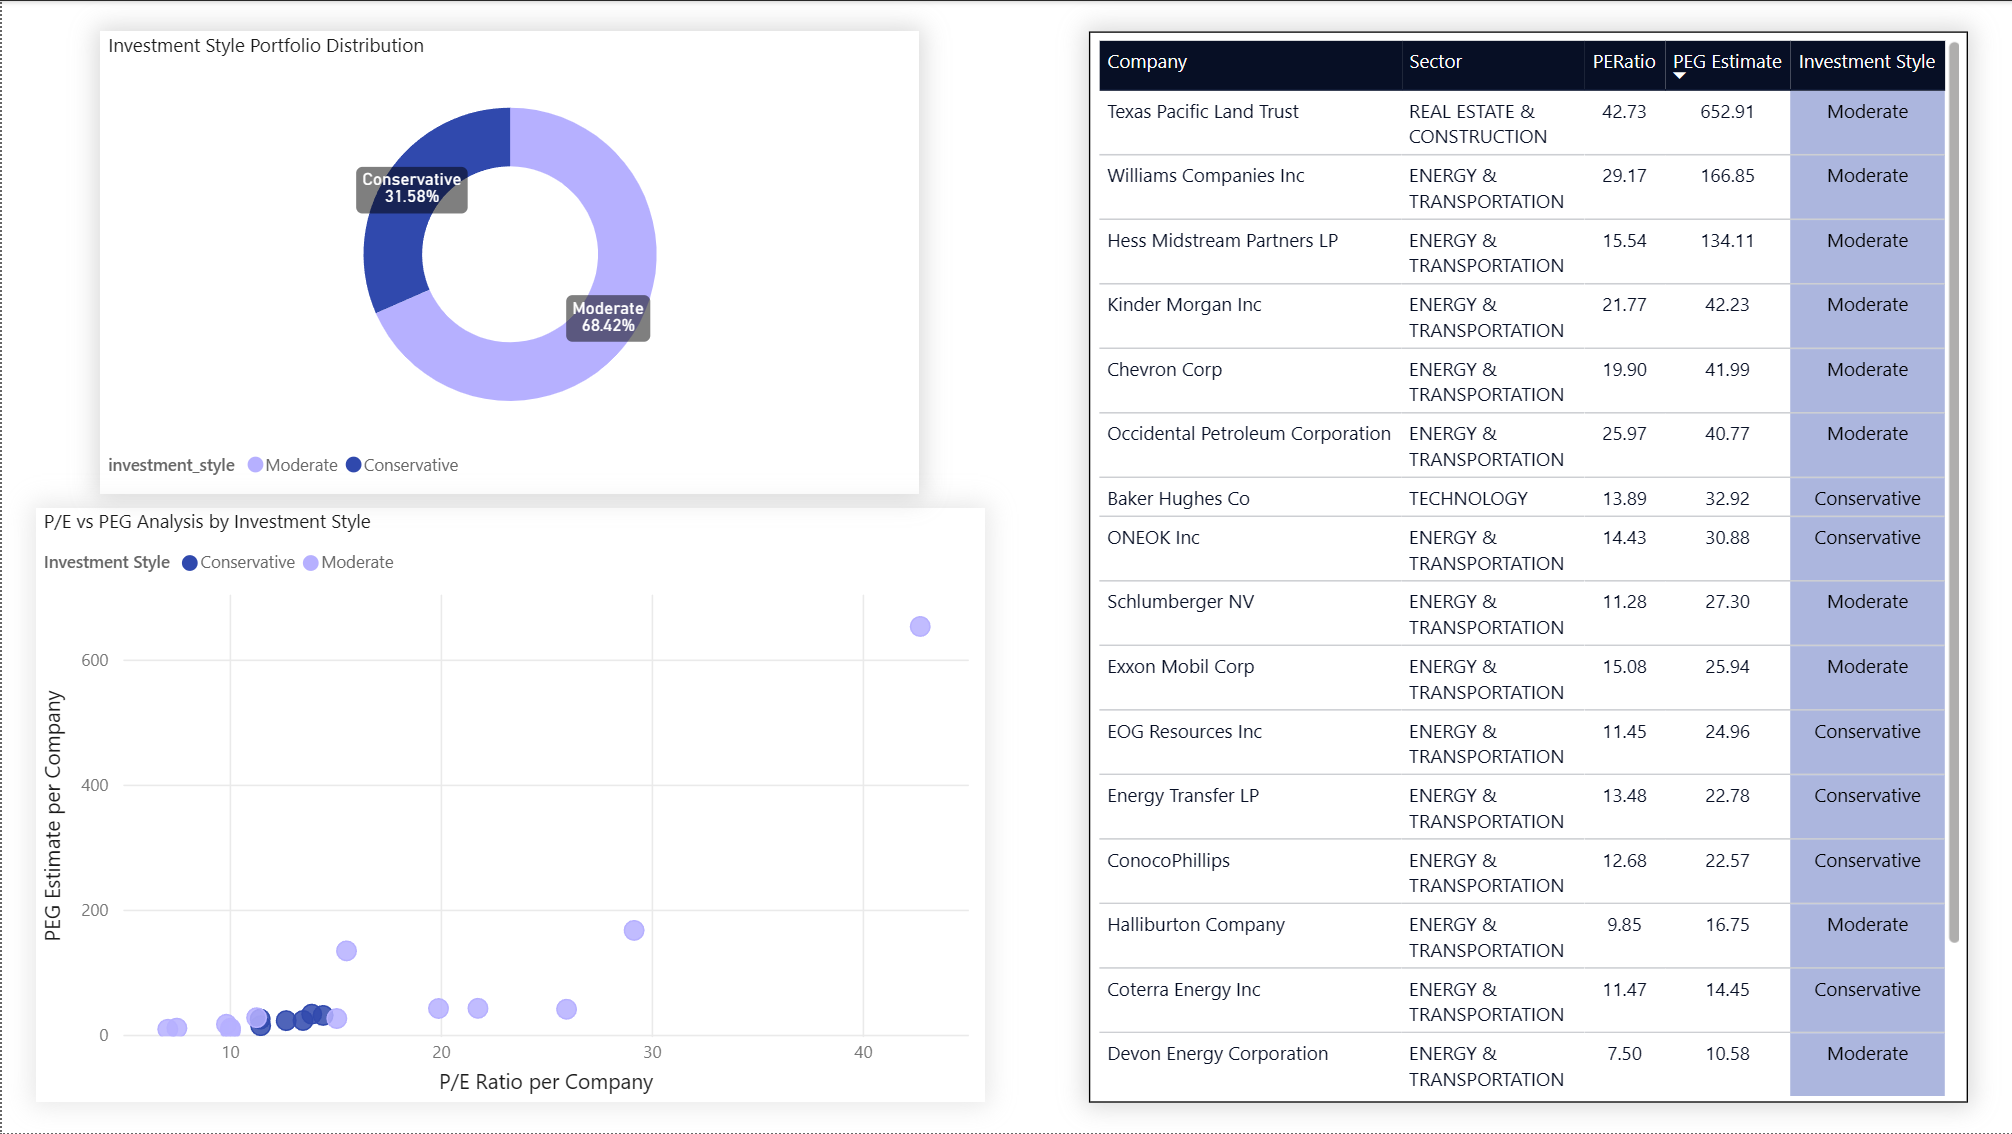 Investment Style Portfolio Distribution
Conservative
31.58%
Moderate
68.42%
investment_style Moderate Conservative
P/E vs PEG Analysis by Investment Style
Investment Style Conservative Moderate
PEG Estimate per Company
600
400
200
0
10 20 30 40
P/E Ratio per Company
Company Sector PERatio PEG Estimate Investment Style
Texas Pacific Land Trust REAL ESTATE & 42.73 652.91 Moderate
CONSTRUCTION
Williams Companies Inc ENERGY & 29.17 166.85 Moderate
TRANSPORTATION
Hess Midstream Partners LP ENERGY & 15.54 134.11 Moderate
TRANSPORTATION
Kinder Morgan Inc ENERGY & 21.77 42.23 Moderate
TRANSPORTATION
Chevron Corp ENERGY & 19.90 41.99 Moderate
TRANSPORTATION
Occidental Petroleum Corporation ENERGY & 25.97 40.77 Moderate
TRANSPORTATION
Baker Hughes Co TECHNOLOGY 13.89 32.92 Conservative
ONEOK Inc ENERGY & 14.43 30.88 Conservative
TRANSPORTATION
Schlumberger NV ENERGY & 11.28 27.30 Moderate
TRANSPORTATION
Exxon Mobil Corp ENERGY & 15.08 25.94 Moderate
TRANSPORTATION
EOG Resources Inc ENERGY & 11.45 24.96 Conservative
TRANSPORTATION
Energy Transfer LP ENERGY & 13.48 22.78 Conservative
TRANSPORTATION
ConocoPhillips ENERGY & 12.68 22.57 Conservative
TRANSPORTATION
Halliburton Company ENERGY & 9.85 16.75 Moderate
TRANSPORTATION
Coterra Energy Inc ENERGY & 11.47 14.45 Conservative
TRANSPORTATION
Devon Energy Corporation ENERGY & 7.50 10.58 Moderate
TRANSPORTATION